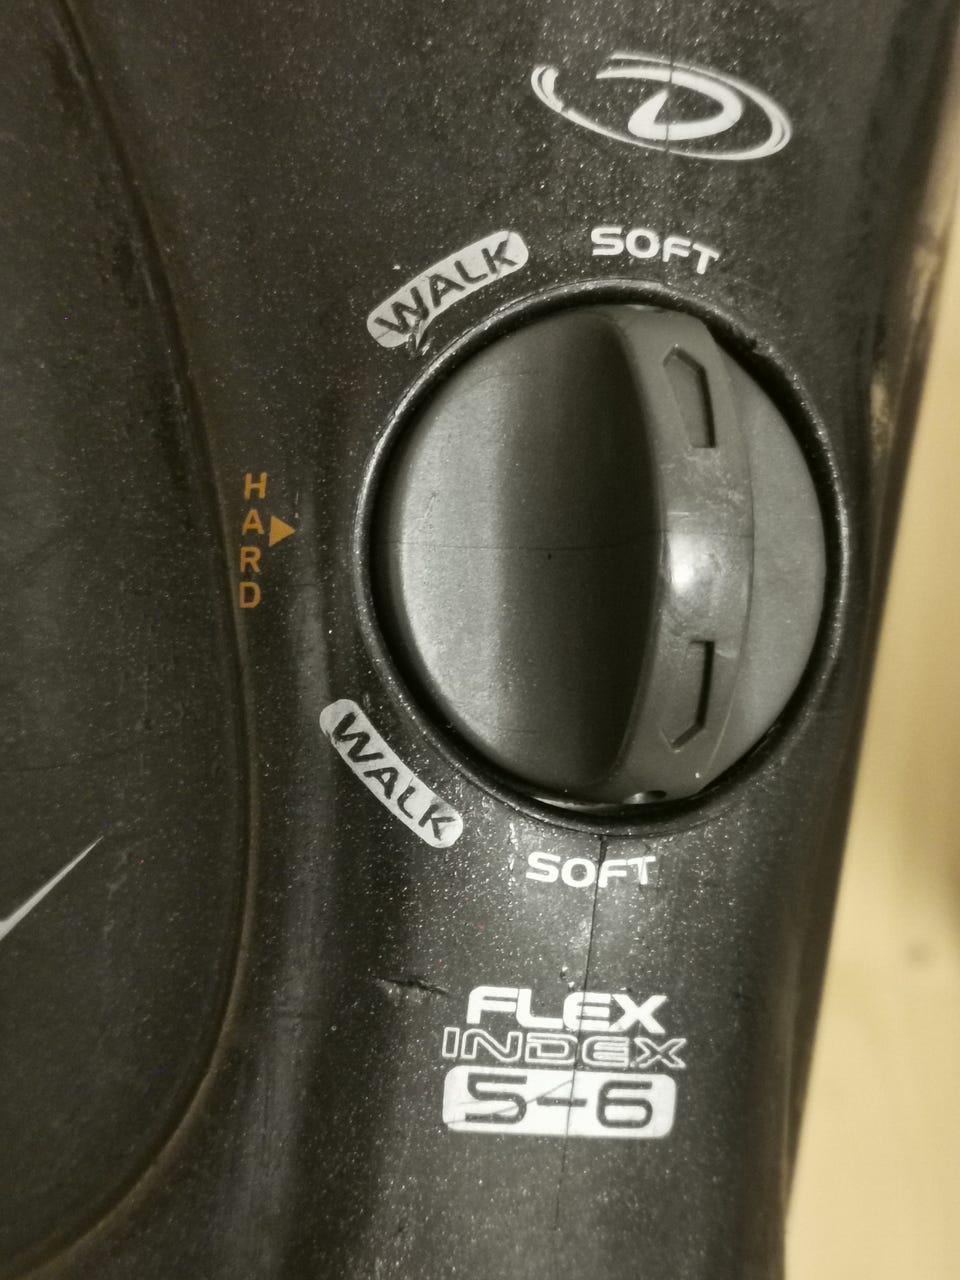 D
WALK
SOFT
HARD
WALK
SOFT
FLEX
INDEX
5-6